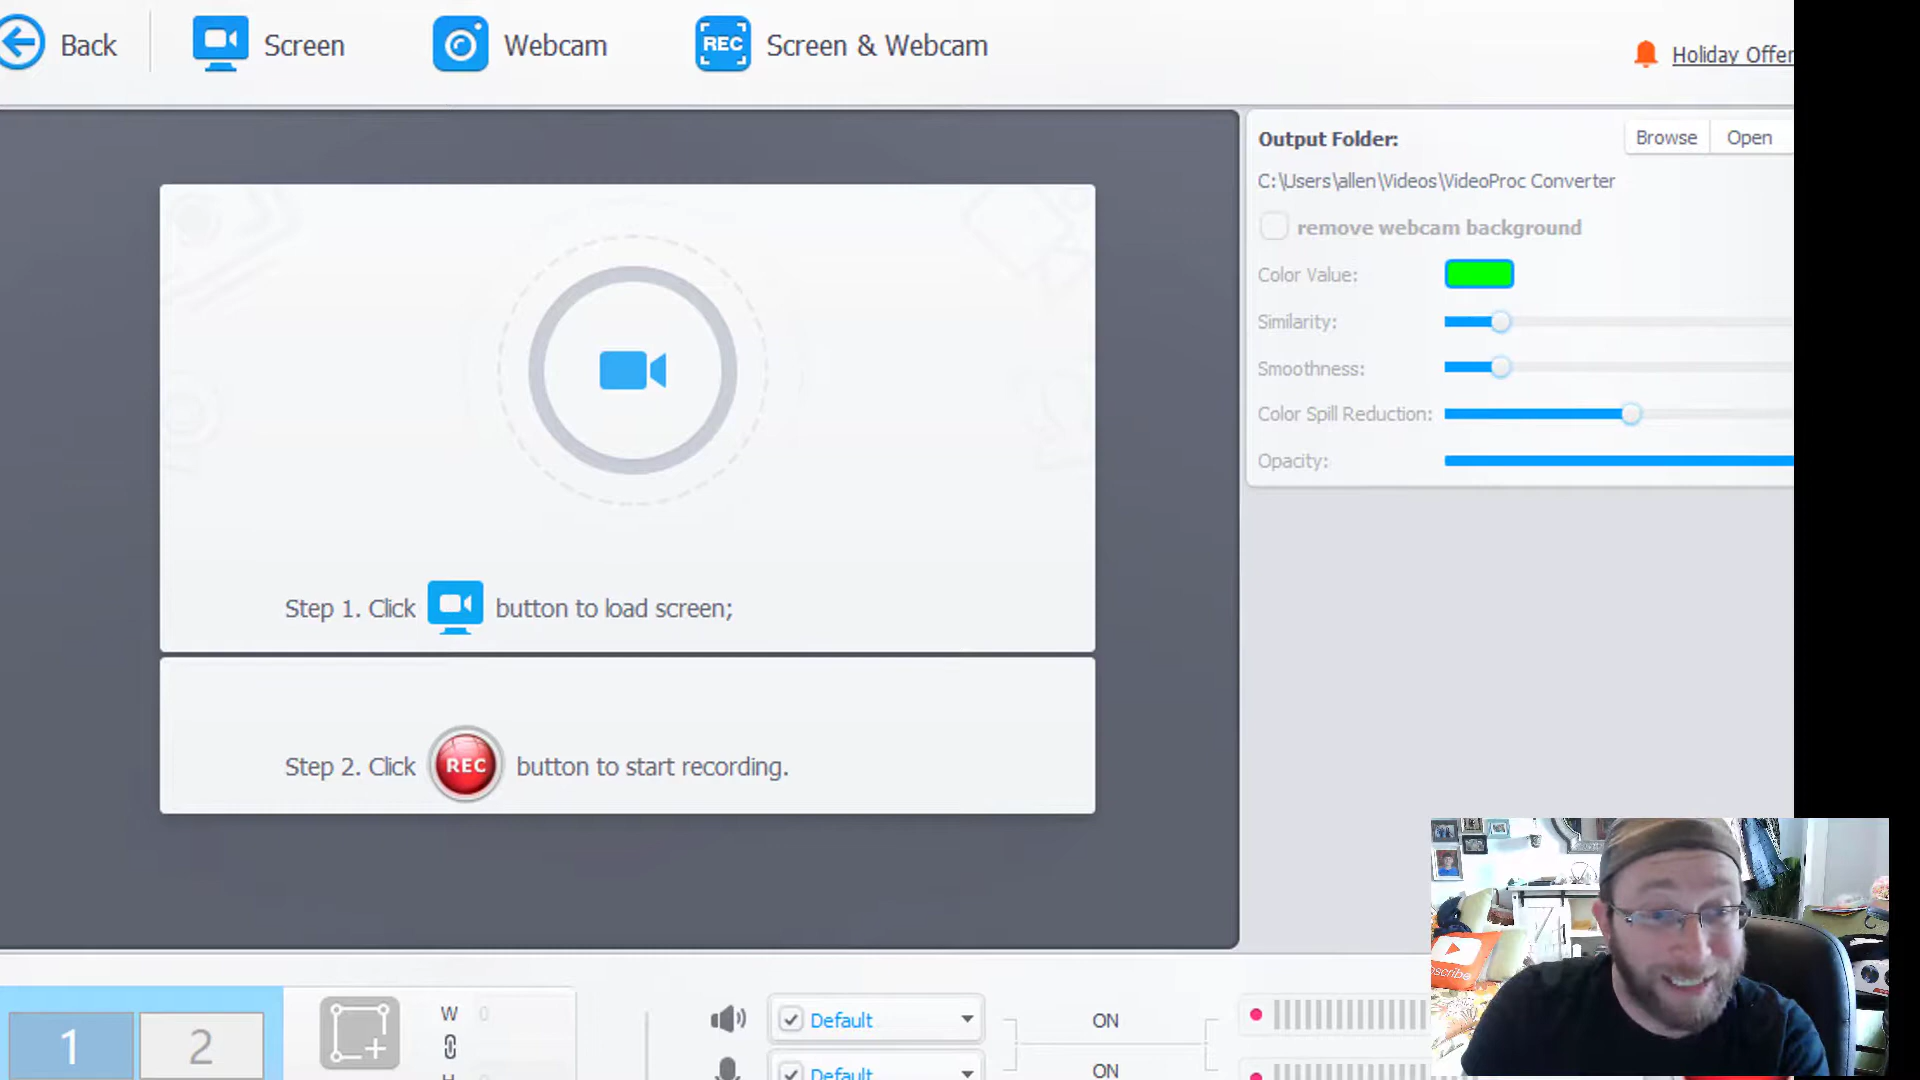 Back
Screen
Webcam
REC
Screen & Webcam
Holiday Offer
Output Folder:
Browse
Open
C:\Users\allen\Videos\VideoProc Converter
remove webcam background
Color Value:
Similarity:
Smoothness:
Color Spill Reduction:
Opacity:
Step 1. Click button to load screen;
Step 2. Click REC button to start recording.
scribe
1
2
W
0
Default
ON
Default
ON